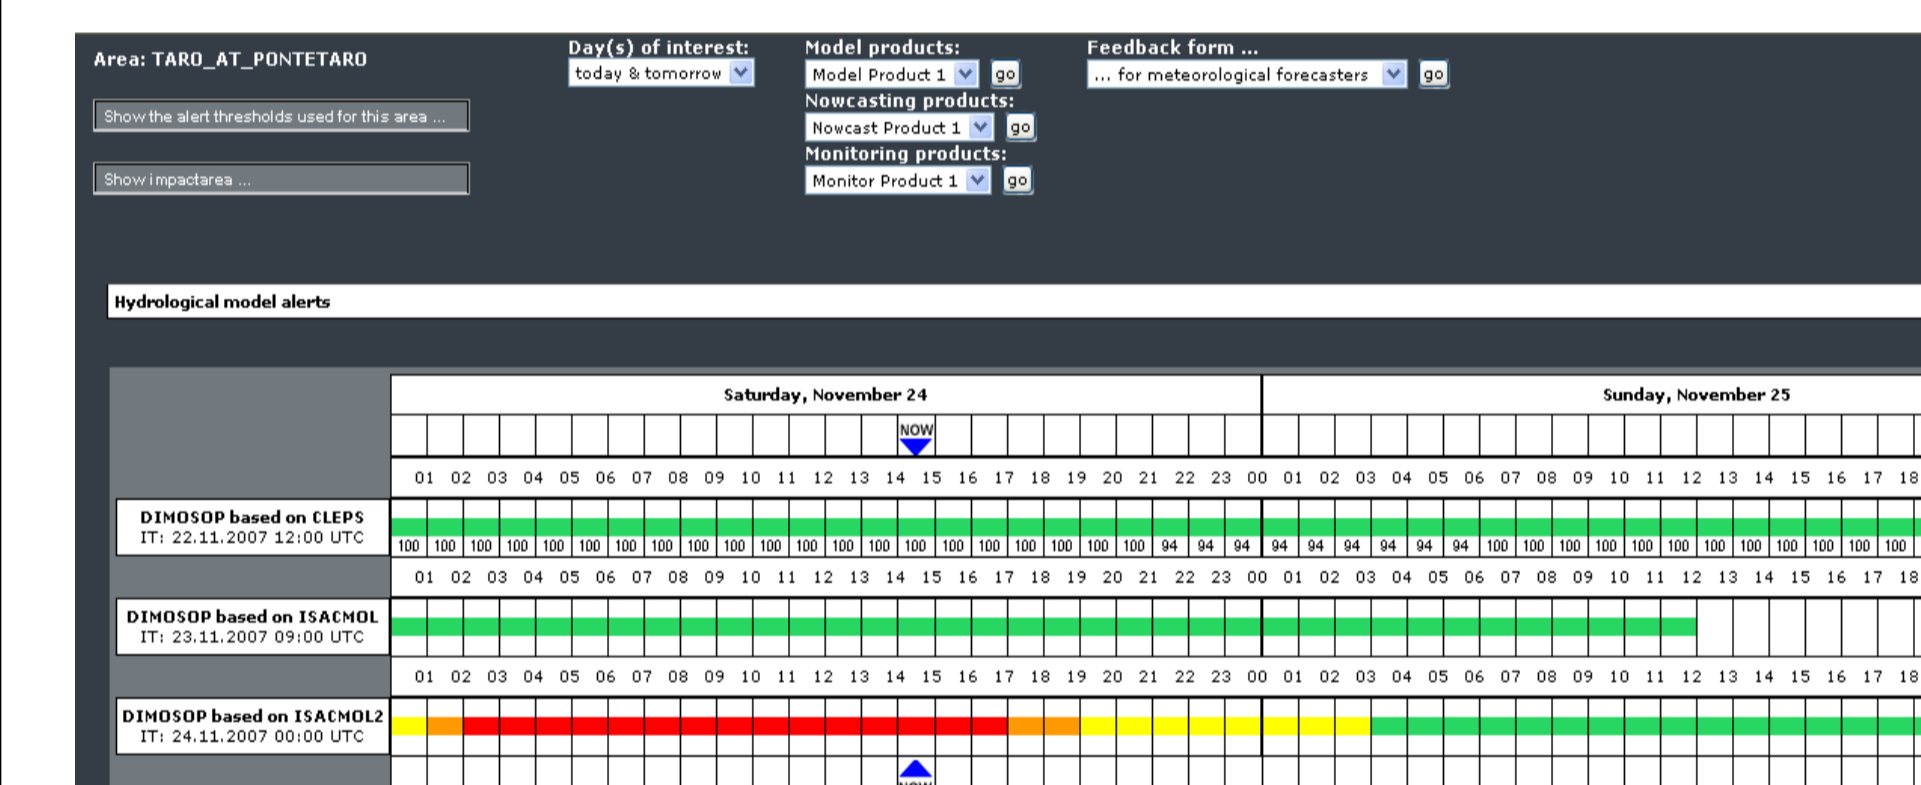 Area: TARO_AT_PONTETARO
Day(s) of interest:
today & tomorrow
Model products:
Model Product 1 go
Feedback form ...
... for meteorological forecasters go
Show the alert thresholds used for this area ...
Nowcasting products:
Nowcast Product 1 go
Monitoring products:
Show impactarea ...
Monitor Product 1 go
Hydrological model alerts
Saturday, November 24 Sunday, November 25
NOW
01 02 03 04 05 06 07 08 09 10 11 12 13 14 15 16 17 18 19 20 21 22 23 00 01 02 03 04 05 06 07 08 09 10 11 12 13 14 15 16 17 18
DIMOSOP based on CLEPS
IT: 22.11.2007 12:00 UTC
100 100 100 100 100 100 100 100 100 100 100 100 100 100 100 100 100 100 100 100 100 94 94 94 94 94 94 94 94 94 100 100 100 100 100 100 100 100 100 100 100 100
01 02 03 04 05 06 07 08 09 10 11 12 13 14 15 16 17 18 19 20 21 22 23 00 01 02 03 04 05 06 07 08 09 10 11 12 13 14 15 16 17 18
DIMOSOP based on ISACMOL
IT: 23.11.2007 09:00 UTC
01 02 03 04 05 06 07 08 09 10 11 12 13 14 15 16 17 18 19 20 21 22 23 00 01 02 03 04 05 06 07 08 09 10 11 12 13 14 15 16 17 18
DIMOSOP based on ISACMOL2
IT: 24.11.2007 00:00 UTC
NOW